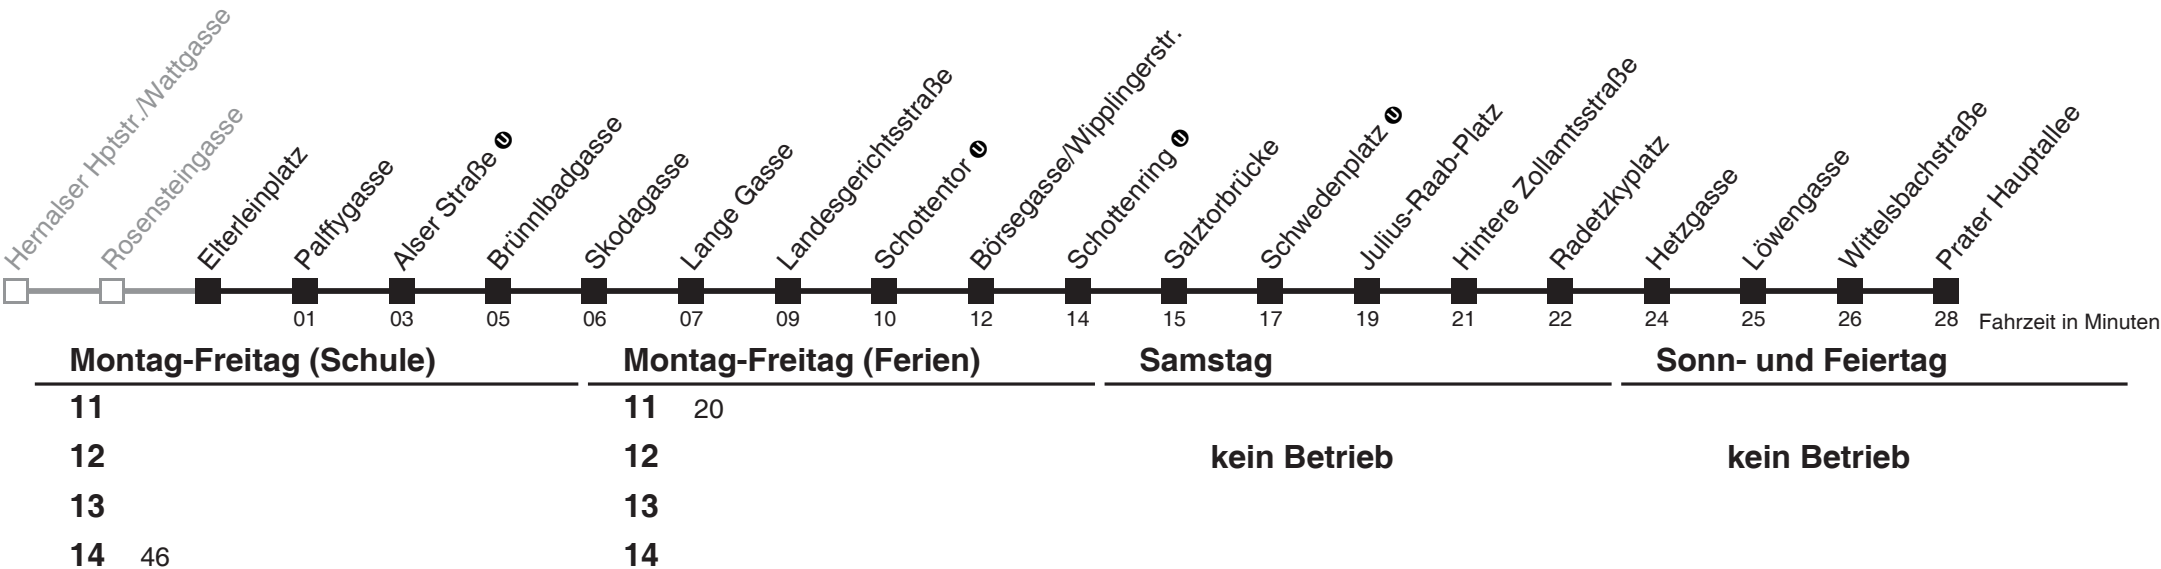 Hernalser Hptstr./Wattgasse
Rosensteingasse
Elterleinplatz
Palffygasse
Alser Straße U
Brünnlbadgasse
Skodagasse
Lange Gasse
Landesgerichtsstraße
Schottentor U
Börsegasse/Wipplingerstr.
Schottenring U
Salztorbrücke
Schwedenplatz U
Julius-Raab-Platz
Hintere Zollamtsstraße
Radetzkyplatz
Hetzgasse
Löwengasse
Wittelsbachstraße
Prater Hauptallee
01 03 05 06 07 09 10 12 14 15 17 19 21 22 24 25 26 28 Fahrzeit in Minuten
Montag-Freitag (Schule) Montag-Freitag (Ferien) Samstag Sonn- und Feiertag
11 11 20
12 12 kein Betrieb kein Betrieb
13 13
14 46 14